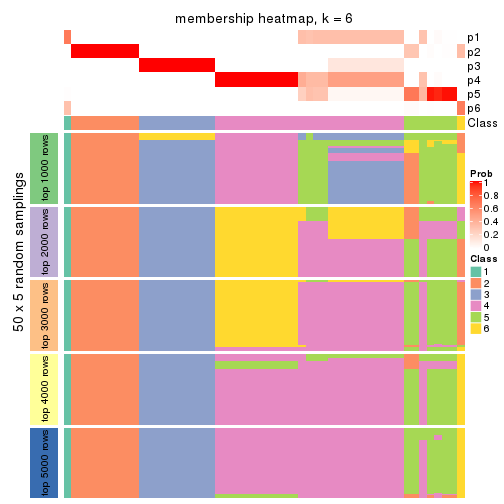 membership heatmap, k = 6
p1
p2
p3
p4
p5
p6
Class
50 x 5 random samplings
top 1000 rows
top 2000 rows
top 3000 rows
top 4000 rows
top 5000 rows
Prob
1
0.8
0.6
0.4
0.2
0
Class
1
2
3
4
5
6